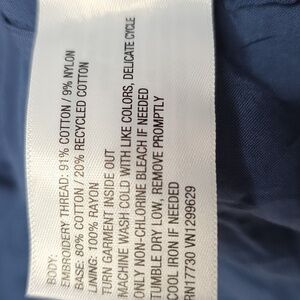 BODY:
EMBROIDERY THREAD: 91% COTTON / 9% NYLON
BASE: 80% COTTON / 20% RECYCLED COTTON
LINING: 100% RAYON
TURN GARMENT INSIDE OUT
MACHINE WASH COLD WITH LIKE COLORS, DELICATE CYCLE
ONLY NON-CHLORINE BLEACH IF NEEDED
TUMBLE DRY LOW, REMOVE PROMPTLY
COOL IRON IF NEEDED
RN17730 VN1299629